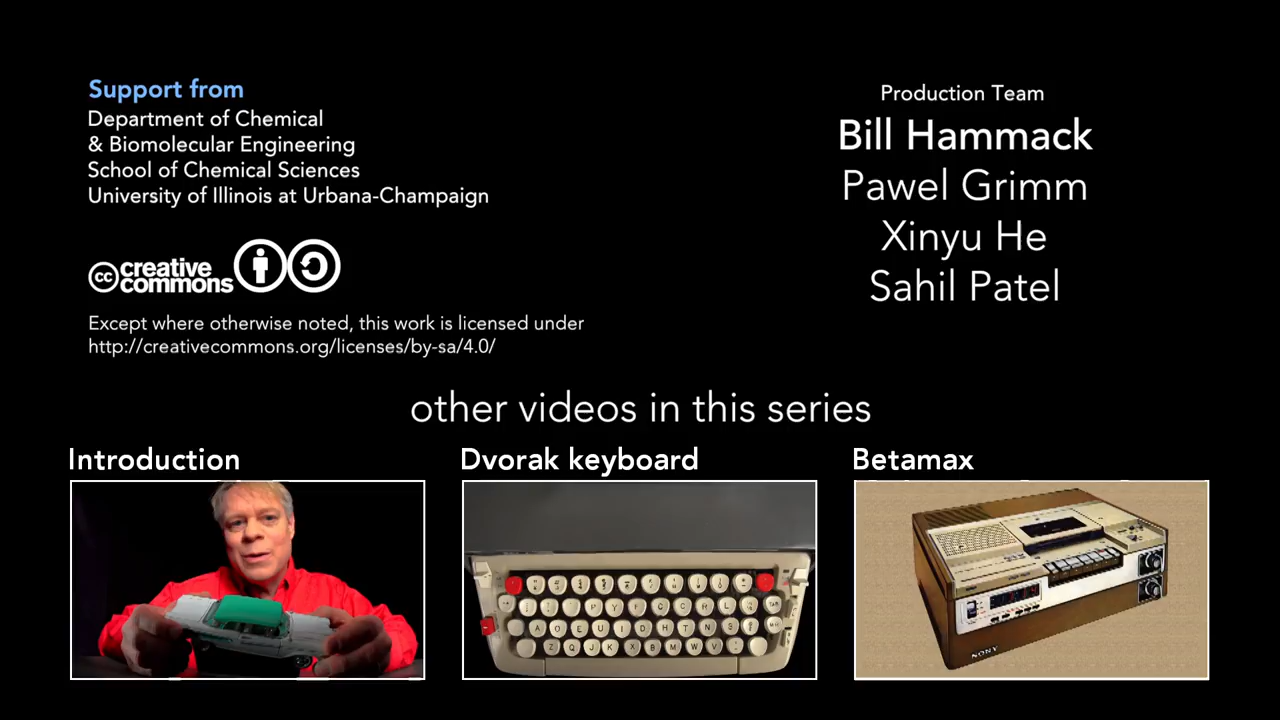 Support from
Department of Chemical
& Biomolecular Engineering
School of Chemical Sciences
University of Illinois at Urbana-Champaign
cc creative
commons
Except where otherwise noted, this work is licensed under
http://creativecommons.org/licenses/by-sa/4.0/
Production Team
Bill Hammack
Pawel Grimm
Xinyu He
Sahil Patel
other videos in this series
Introduction
Dvorak keyboard
Betamax
P Y F G C R L
A O E U I D H T N S
Z Q J K X B M W V
SONY